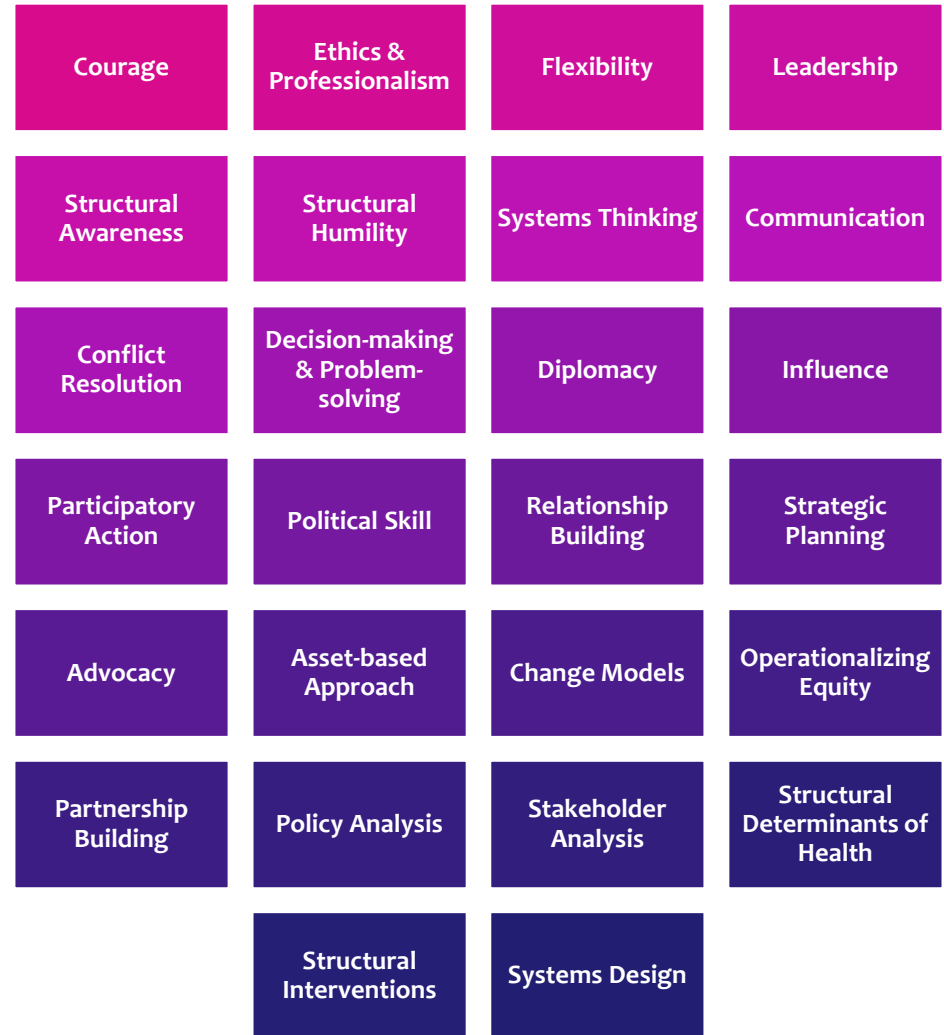 Courage
Ethics &
Professionalism
Flexibility
Leadership
Structural
Awareness
Structural
Humility
Systems Thinking
Communication
Conflict
Resolution
Decision-making
& Problem-
solving
Diplomacy
Influence
Participatory
Action
Political Skill
Relationship
Building
Strategic
Planning
Advocacy
Asset-based
Approach
Change Models
Operationalizing
Equity
Partnership
Building
Policy Analysis
Stakeholder
Analysis
Structural
Determinants of
Health
Structural
Interventions
Systems Design